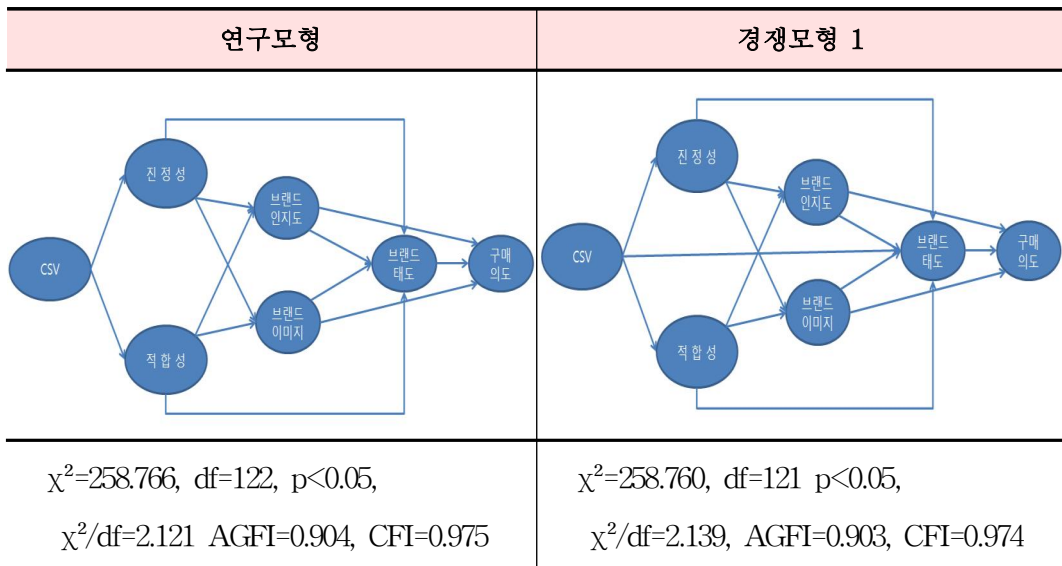 연구모형
경쟁모형 1
진 정 성
브랜드
인지도
CSV
브랜드
태도
구매
의도
브랜드
이미지
적 합 성
진 정 성
브랜드
인지도
CSV
브랜드
태도
구매
의도
브랜드
이미지
적 합 성
χ²=258.766, df=122, p<0.05,
χ²/df=2.121 AGFI=0.904, CFI=0.975
χ²=258.760, df=121 p<0.05,
χ²/df=2.139, AGFI=0.903, CFI=0.974